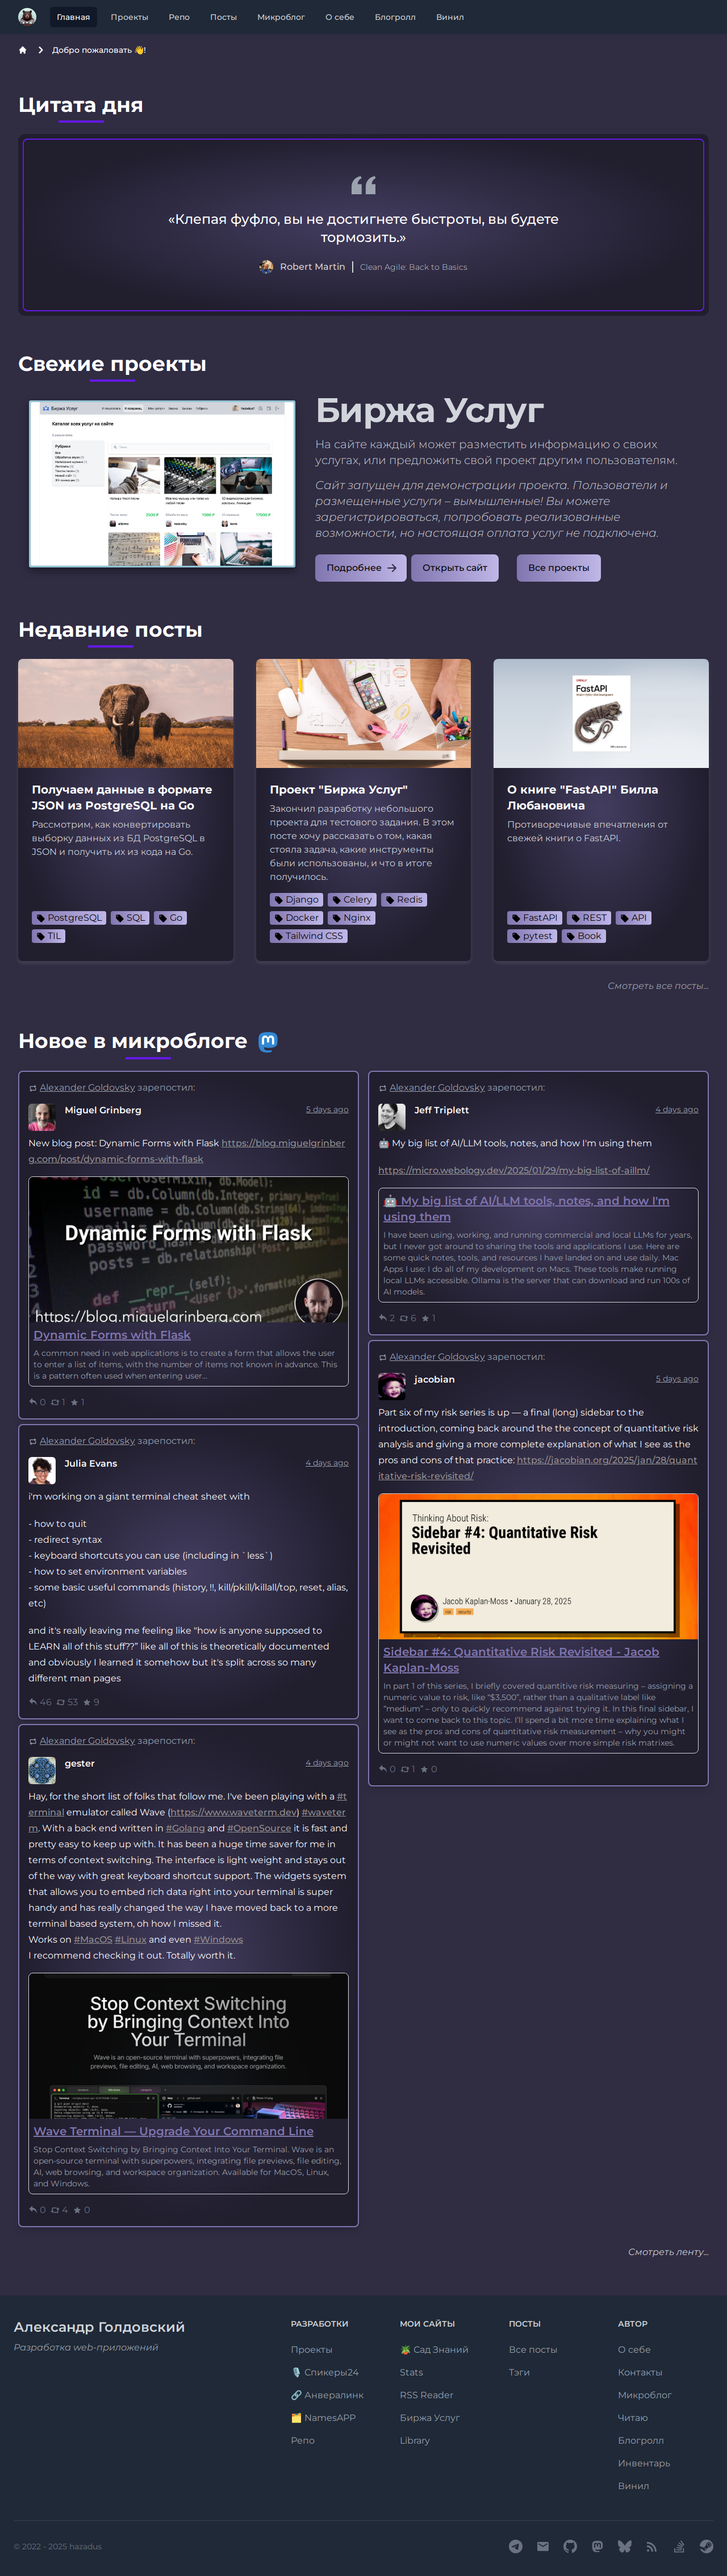 Главная Проекты Репо Посты Микроблог О себе Блогролл Винил
Добро пожаловать 👋!
Цитата дня
«Клепая фуфло, вы не достигнете быстроты, вы будете
тормозить.»
Robert Martin Clean Agile: Back to Basics
Свежие проекты
Биржа Услуг
Каталог всех услуг на сайте
Рубрики
На сайте каждый может разместить информацию о своих
услугах, или предложить свой проект другим пользователям.
Сайт запущен для демонстрации проекта. Пользователи и
размещенные услуги – вымышленные! Вы можете
зарегистрироваться, попробовать реализованные
возможности, но настоящая оплата услуг не подключена.
Подробнее → Открыть сайт Все проекты
Недавние посты
Получаем данные в формате
JSON из PostgreSQL на Go
Рассмотрим, как конвертировать
выборку данных из БД PostgreSQL в
JSON и получить их из кода на Go.
PostgreSQL SQL Go
TIL
Проект "Биржа Услуг"
Закончил разработку небольшого
проекта для тестового задания. В этом
посте хочу рассказать о том, какая
стояла задача, какие инструменты
были использованы, и что в итоге
получилось.
Django Celery Redis
Docker Nginx
Tailwind CSS
FastAPI
О книге "FastAPI" Билла
Любановича
Противоречивые впечатления от
свежей книги о FastAPI.
FastAPI REST API
pytest Book
Смотреть все посты...
Новое в микроблоге
Alexander Goldovsky зарепостил:
Miguel Grinberg 5 days ago
New blog post: Dynamic Forms with Flask https://blog.miguelgrinber
g.com/post/dynamic-forms-with-flask
Dynamic Forms with Flask
https://blog.miguelgrinberg.com
Dynamic Forms with Flask
A common need in web applications is to create a form that allows the user
to enter a list of items, with the number of items not known in advance. This
is a pattern often used when entering user...
0 1 1
Alexander Goldovsky зарепостил:
Julia Evans 4 days ago
i'm working on a giant terminal cheat sheet with
- how to quit
- redirect syntax
- keyboard shortcuts you can use (including in `less`)
- how to set environment variables
- some basic useful commands (history, !!, kill/pkill/killall/top, reset, alias,
etc)
and it's really leaving me feeling like "how is anyone supposed to
LEARN all of this stuff??" like all of this is theoretically documented
and obviously I learned it somehow but it's split across so many
different man pages
46 53 9
Alexander Goldovsky зарепостил:
gester 4 days ago
Hay, for the short list of folks that follow me. I've been playing with a #t
erminal emulator called Wave (https://www.waveterm.dev) #waveter
m. With a back end written in #Golang and #OpenSource it is fast and
pretty easy to keep up with. It has been a huge time saver for me in
terms of context switching. The interface is light weight and stays out
of the way with great keyboard shortcut support. The widgets system
that allows you to embed rich data right into your terminal is super
handy and has really changed the way I have moved back to a more
terminal based system, oh how I missed it.
Works on #MacOS #Linux and even #Windows
I recommend checking it out. Totally worth it.
Stop Context Switching
by Bringing Context Into
Your Terminal
Wave is an open-source terminal with superpowers, integrating file
previews, file editing, AI, web browsing, and workspace organization.
Wave Terminal — Upgrade Your Command Line
Stop Context Switching by Bringing Context Into Your Terminal. Wave is an
open-source terminal with superpowers, integrating file previews, file editing,
AI, web browsing, and workspace organization. Available for MacOS, Linux,
and Windows.
0 4 0
Alexander Goldovsky зарепостил:
Jeff Triplett 4 days ago
🤖 My big list of AI/LLM tools, notes, and how I'm using them
https://micro.webology.dev/2025/01/29/my-big-list-of-aillm/
🤖 My big list of AI/LLM tools, notes, and how I'm
using them
I have been using, working, and running commercial and local LLMs for years,
but I never got around to sharing the tools and applications I use. Here are
some quick notes, tools, and resources I have landed on and use daily. Mac
Apps I use: I do all of my development on Macs. These tools make running
local LLMs accessible. Ollama is the server that can download and run 100s of
AI models.
2 6 1
Alexander Goldovsky зарепостил:
jacobian 5 days ago
Part six of my risk series is up — a final (long) sidebar to the
introduction, coming back around the the concept of quantitative risk
analysis and giving a more complete explanation of what I see as the
pros and cons of that practice: https://jacobian.org/2025/jan/28/quant
itative-risk-revisited/
Thinking About Risk:
Sidebar #4: Quantitative Risk
Revisited
Jacob Kaplan-Moss • January 28, 2025
risk security
Sidebar #4: Quantitative Risk Revisited - Jacob
Kaplan-Moss
In part 1 of this series, I briefly covered quantitative risk measuring – assigning a
numeric value to risk, like “$3,500”, rather than a qualitative label like
“medium” – only to quickly recommend against trying it. In this final sidebar, I
want to come back to this topic. I'll spend a bit more time explaining what I
see as the pros and cons of quantitative risk measurement – why you might
or might not want to use numeric values over more simple risk matrixes.
0 1 0
Смотреть ленту...
Александр Голдовский
Разработка web-приложений
РАЗРАБОТКИ
Проекты
🎙️ Спикеры24
🔗 Анвералинк
🗂️ NamesAPP
Репо
МОИ САЙТЫ
🪴 Сад Знаний
Stats
RSS Reader
Биржа Услуг
Library
ПОСТЫ
Все посты
Тэги
АВТОР
О себе
Контакты
Микроблог
Читаю
Блогролл
Инвентарь
Винил
© 2022 - 2025 hazadus